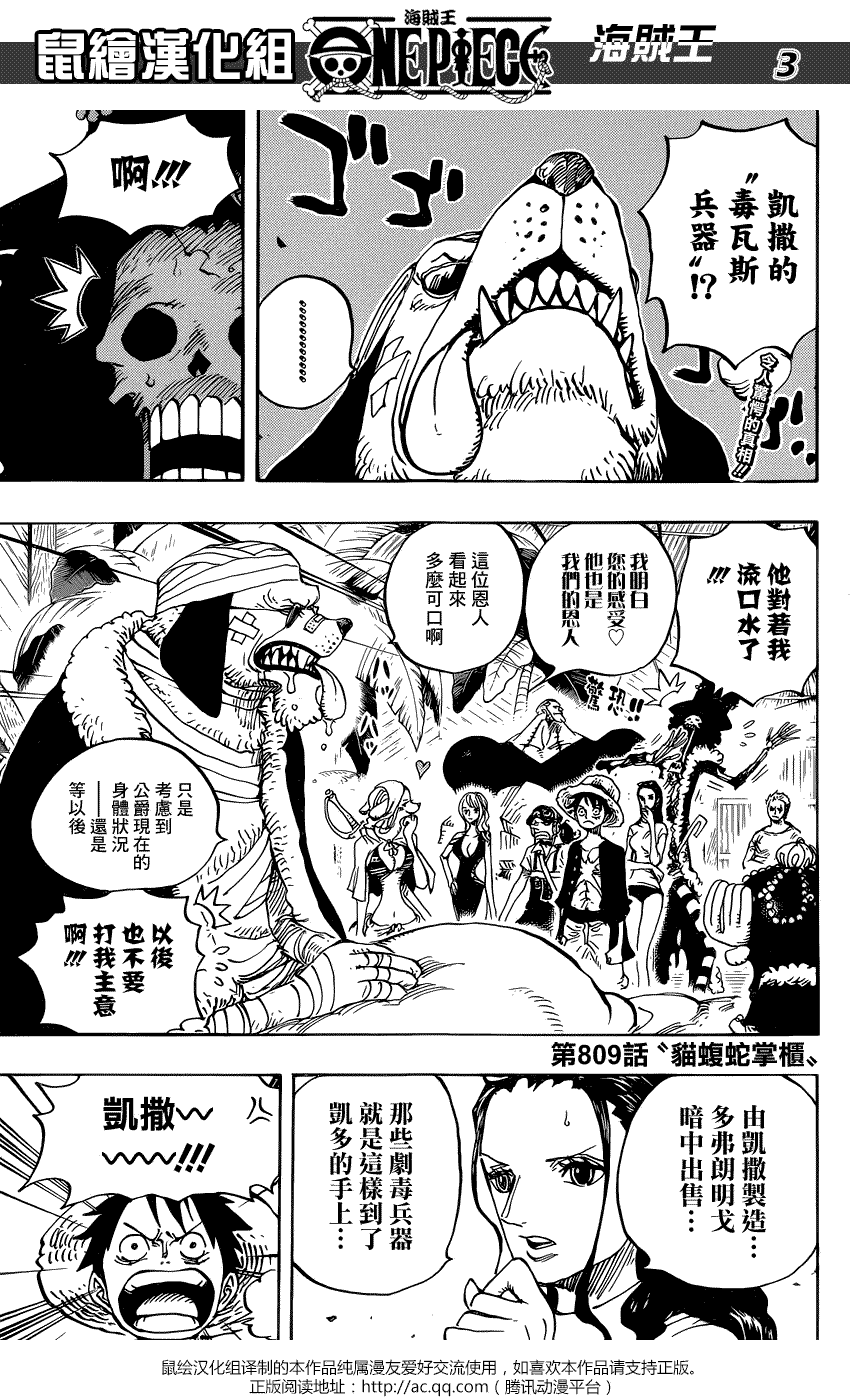 鼠繪漢化組
海賊王
ONE PIECE
海賊王
3
凱撒的
〝毒瓦斯
兵器〟!?
令人驚愕的真相!!
ゴゴ
…………
啊!!!
他對著我
流口水了
!!!
我明白
您的感受♡
他也是
我們的恩人
這位恩人
看起來
多麼可口啊
驚恐!!
只是
考慮到
公爵現在的
身體狀況
——還是
等以後
以後
也不要
打我主意
啊!!!
第809話〝貓蝮蛇掌櫃〟
由凱撒製造…
多弗朗明戈
暗中出售…
那些劇毒兵器
就是這樣到了
凱多的手上…
凱撒～
～～!!!
鼠绘汉化组译制的本作品纯属漫友爱好交流使用，如喜欢本作品请支持正版。
正版阅读地址：http://ac.qq.com（腾讯动漫平台）